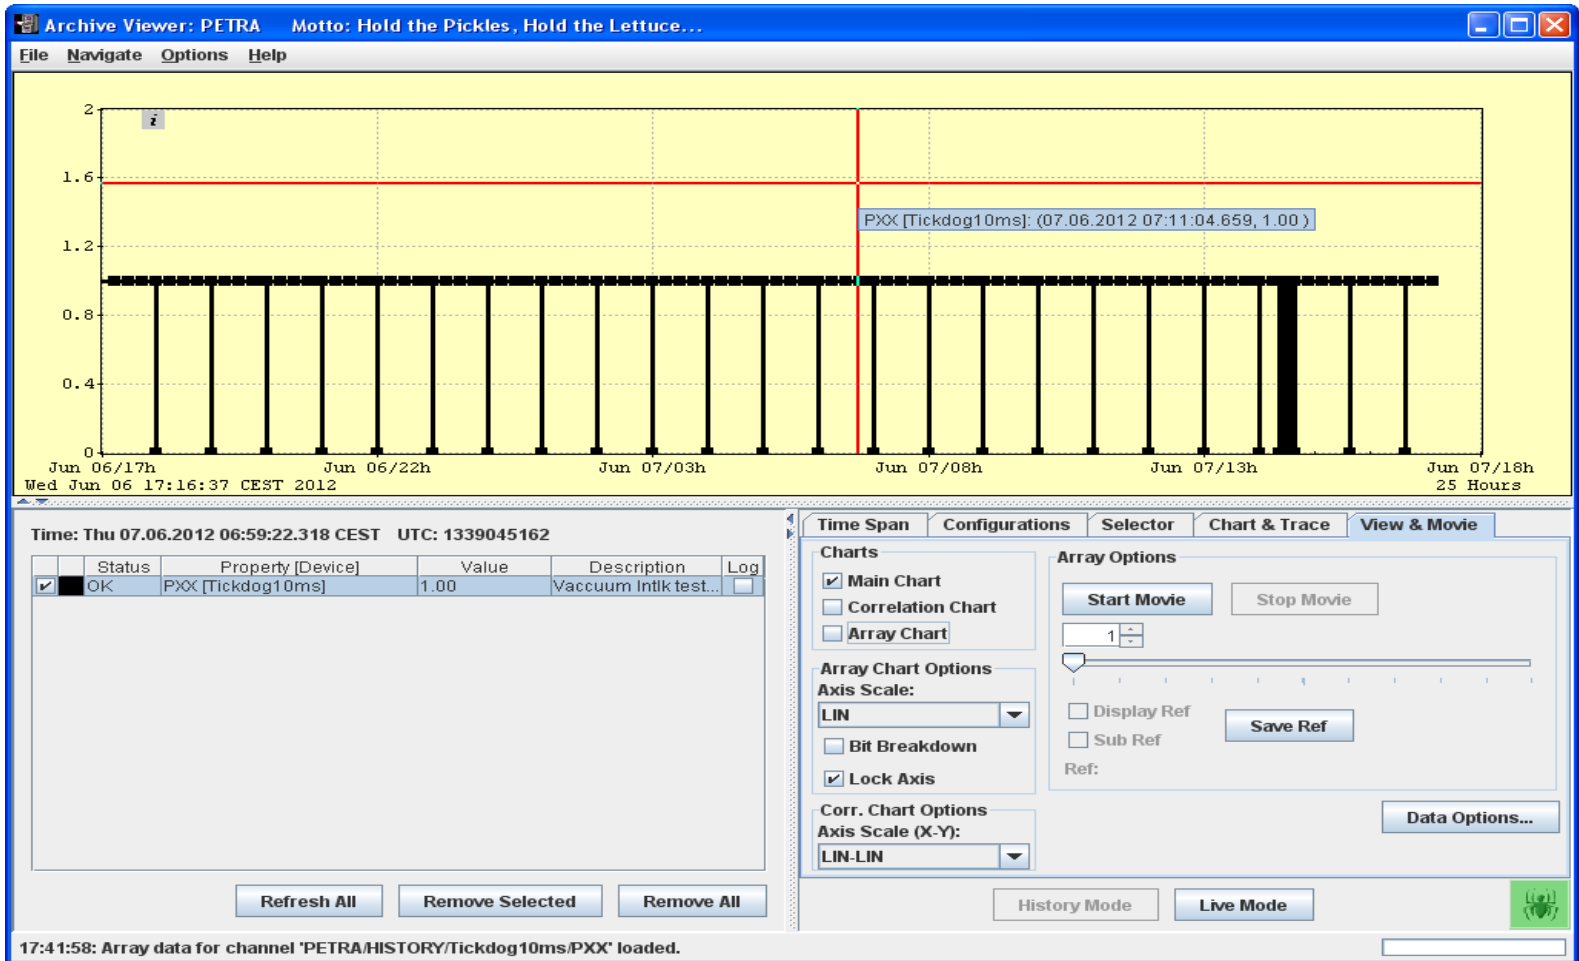 Archive Viewer: PETRA Motto: Hold the Pickles, Hold the Lettuce...
File Navigate Options Help
2
i
1.6
PXX [Tickdog10ms]: (07.06.2012 07:11:04.659, 1.00 )
1.2
0.8
0.4
0
Jun 06/17h Jun 06/22h Jun 07/03h Jun 07/08h Jun 07/13h Jun 07/18h
Wed Jun 06 17:16:37 CEST 2012 25 Hours
Time: Thu 07.06.2012 06:59:22.318 CEST UTC: 1339045162
Status Property [Device] Value Description Log
OK PXX [Tickdog10ms] 1.00 Vaccuum Intlk test...
Refresh All Remove Selected Remove All
Time Span Configurations Selector Chart & Trace View & Movie
Charts
Main Chart
Correlation Chart
Array Chart
Array Chart Options
Axis Scale:
LIN
Bit Breakdown
Lock Axis
Corr. Chart Options
Axis Scale (X-Y):
LIN-LIN
Array Options
Start Movie Stop Movie
1
Display Ref
Sub Ref
Save Ref
Ref:
Data Options...
History Mode Live Mode
17:41:58: Array data for channel 'PETRA/HISTORY/Tickdog10ms/PXX' loaded.